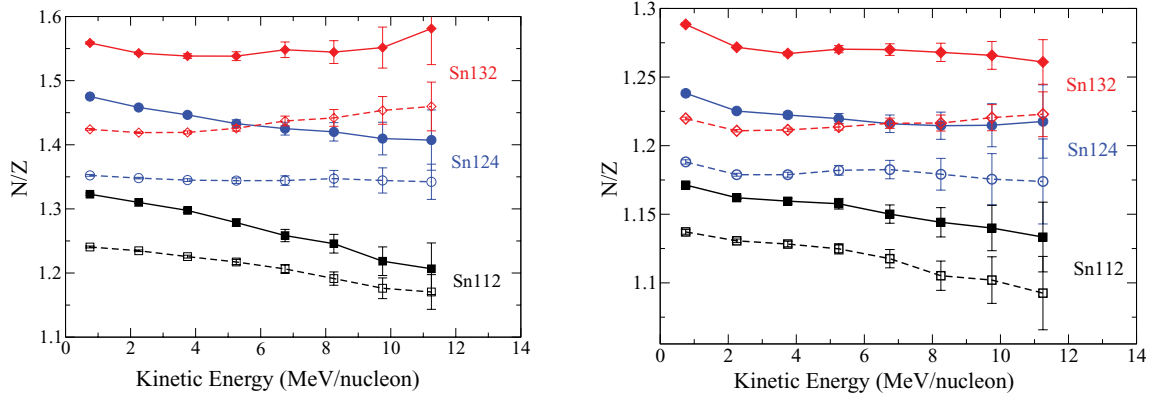 1.6
1.5
1.4
1.3
1.2
1.1
N/Z
Sn132
Sn124
Sn112
0 2 4 6 8 10 12 14
Kinetic Energy (MeV/nucleon)
1.3
1.25
1.2
1.15
1.1
N/Z
Sn132
Sn124
Sn112
0 2 4 6 8 10 12 14
Kinetic Energy (MeV/nucleon)